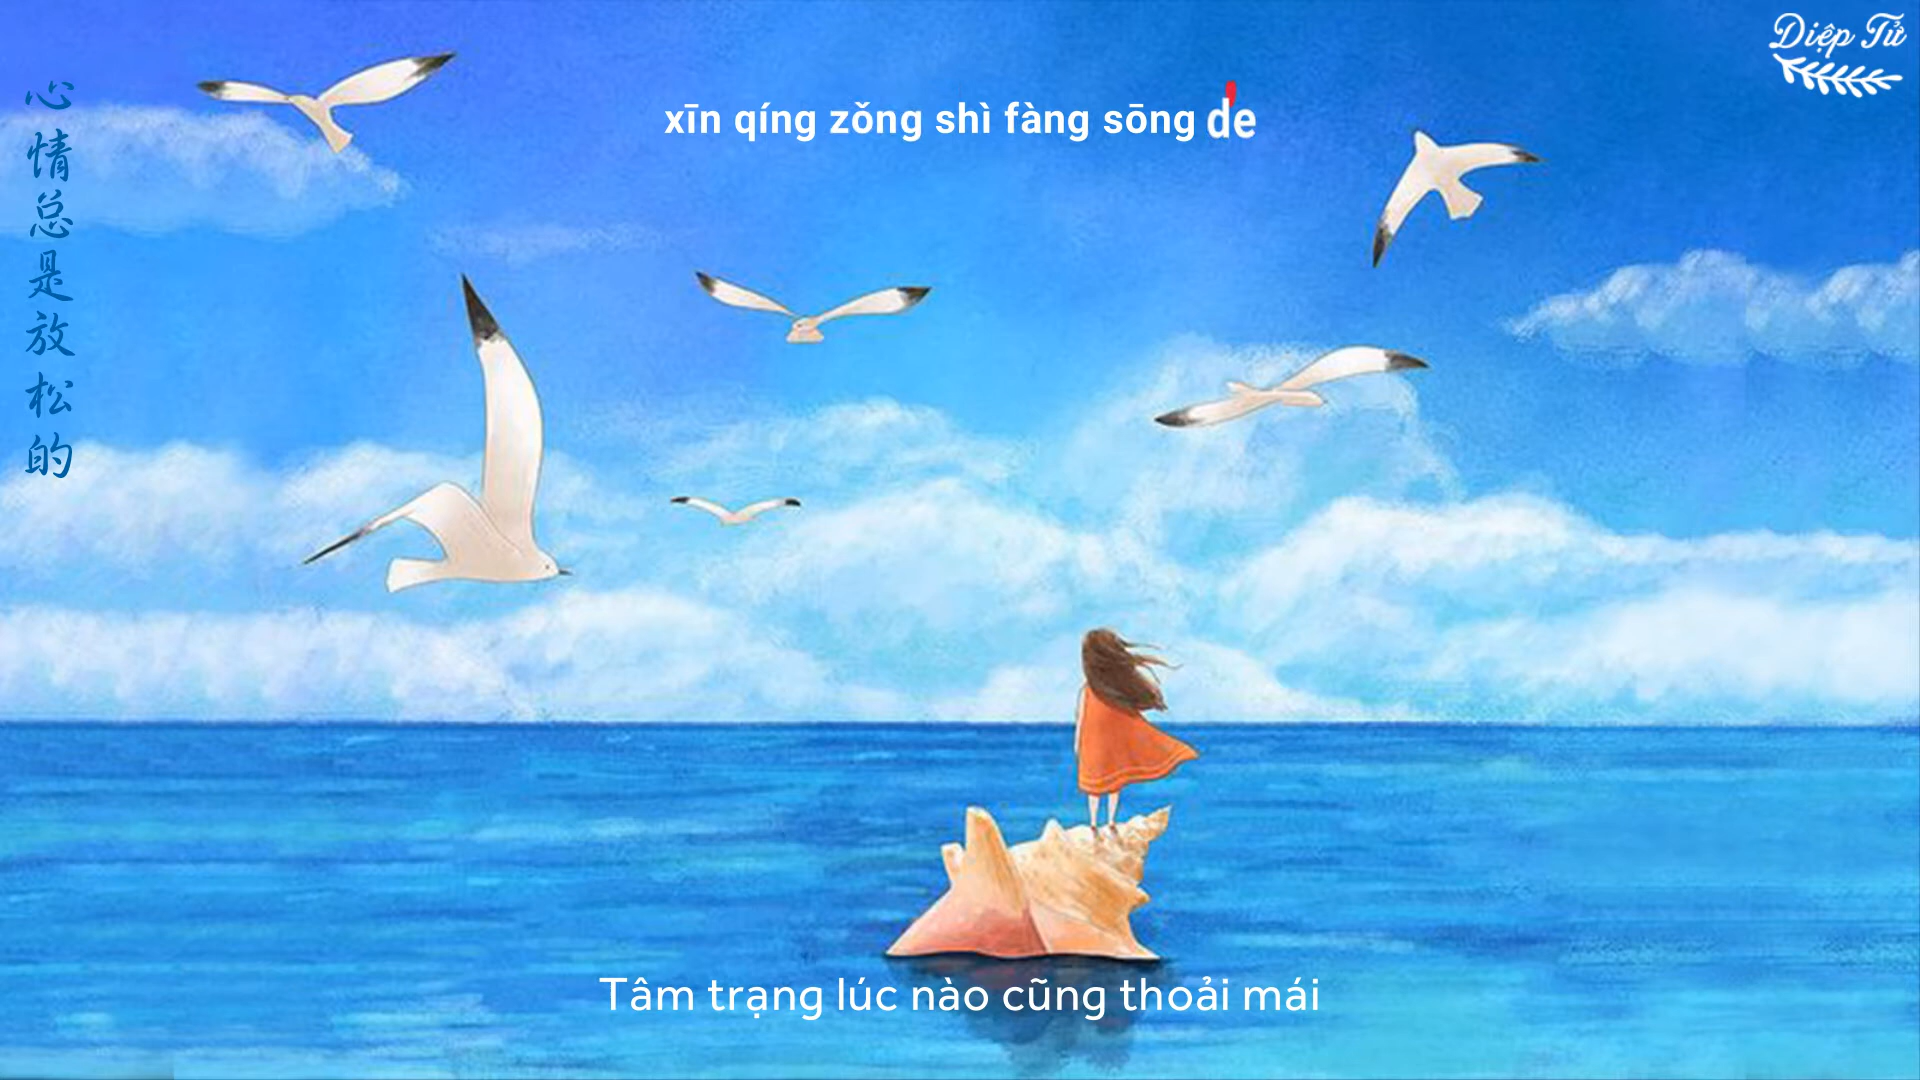 心情总是放松的
xīn qíng zǒng shì fàng sōng de
Diệp Tử
Tâm trạng lúc nào cũng thoải mái